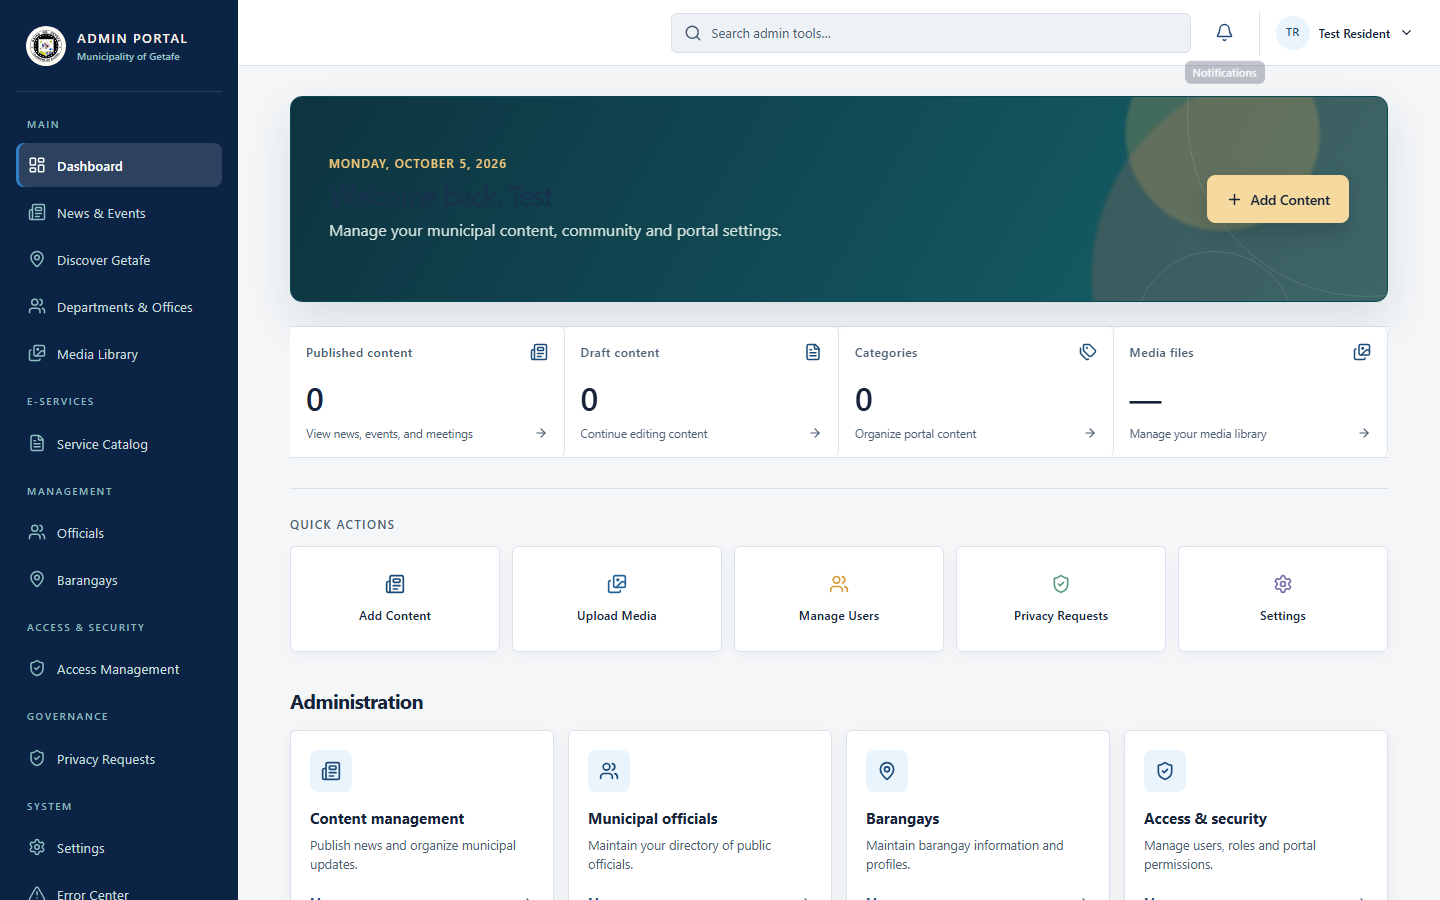 ADMIN PORTAL
Municipality of Getafe
MAIN
Dashboard
News & Events
Discover Getafe
Departments & Offices
Media Library
E-SERVICES
Service Catalog
MANAGEMENT
Officials
Barangays
ACCESS & SECURITY
Access Management
GOVERNANCE
Privacy Requests
SYSTEM
Settings
Error Center
Search admin tools...
TR
Test Resident
Notifications
MONDAY, OCTOBER 5, 2026
Welcome back, Test
Manage your municipal content, community and portal settings.
Add Content
Published content
0
View news, events, and meetings
Draft content
0
Continue editing content
Categories
0
Organize portal content
Media files
—
Manage your media library
QUICK ACTIONS
Add Content
Upload Media
Manage Users
Privacy Requests
Settings
Administration
Content management
Publish news and organize municipal
updates.
Municipal officials
Maintain your directory of public
officials.
Barangays
Maintain barangay information and
profiles.
Access & security
Manage users, roles and portal
permissions.